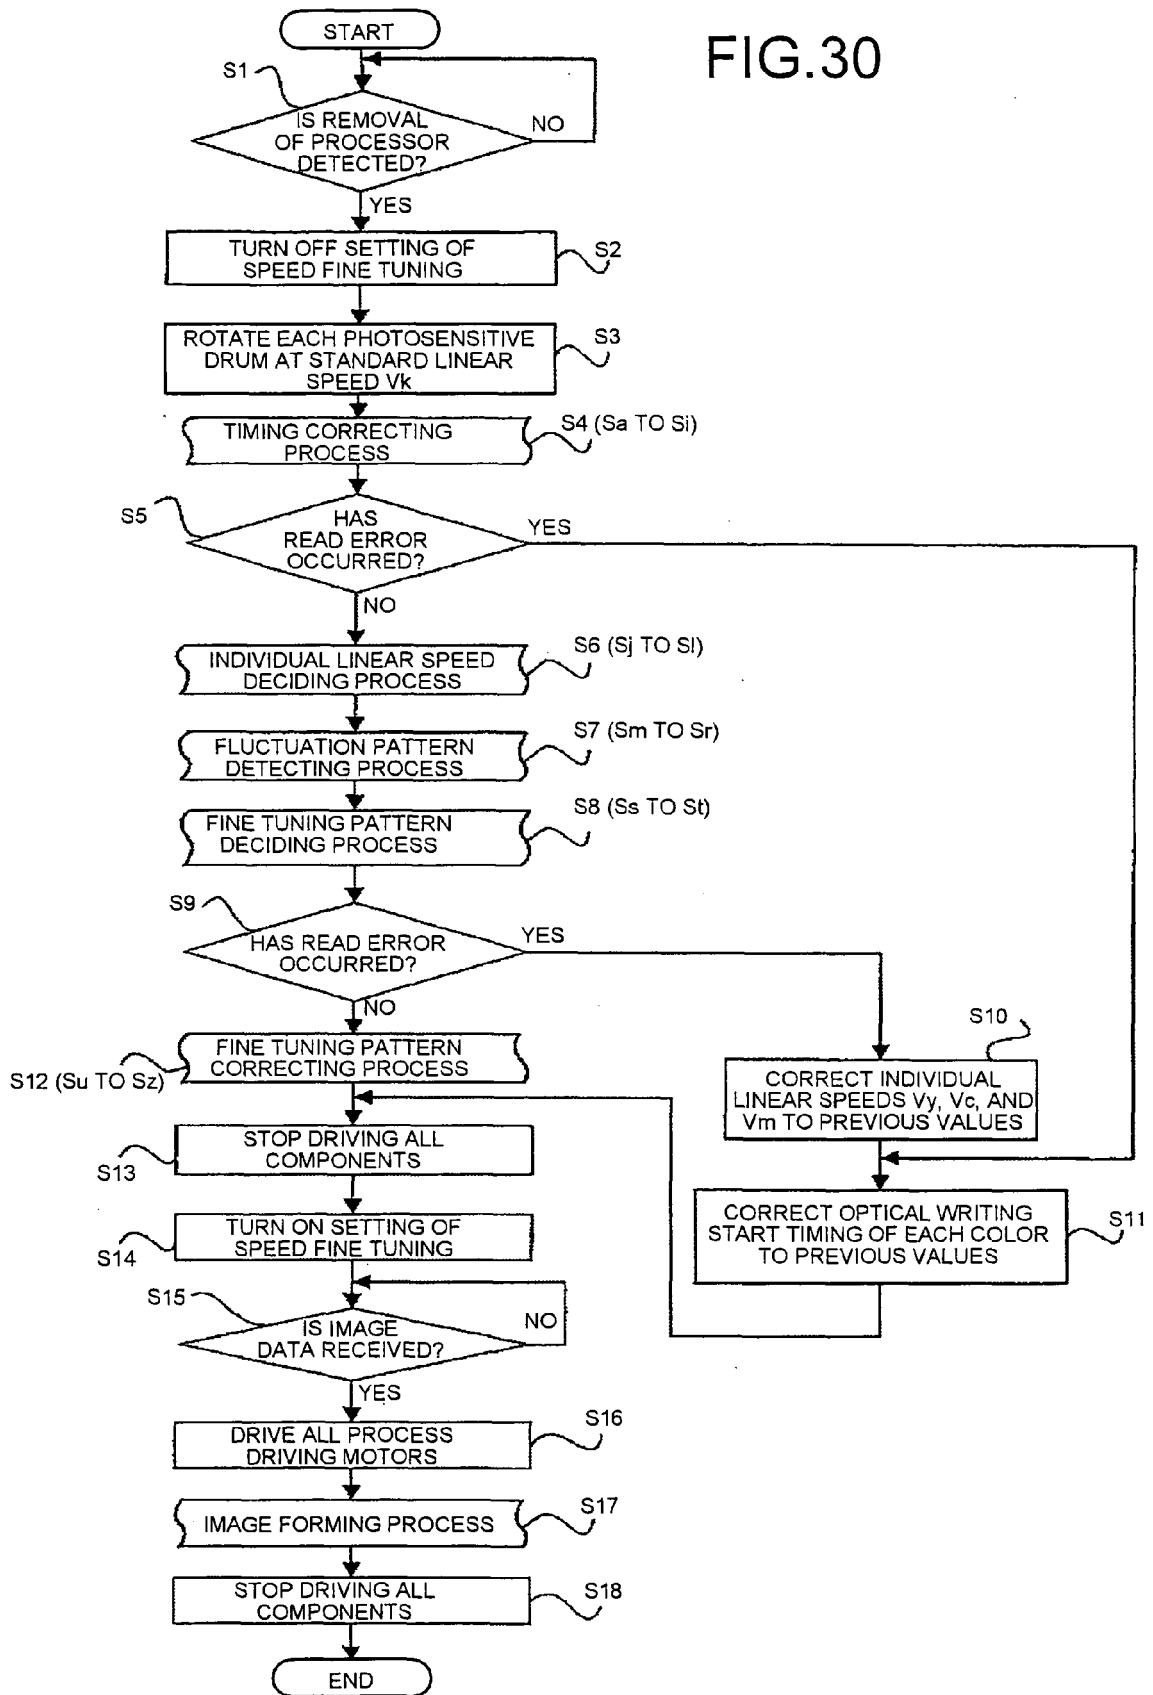 FIG.30
START
S1
IS REMOVAL
OF PROCESSOR
DETECTED?
NO
YES
TURN OFF SETTING OF
SPEED FINE TUNING
S2
ROTATE EACH PHOTOSENSITIVE
DRUM AT STANDARD LINEAR
SPEED Vk
S3
TIMING CORRECTING
PROCESS
S4 (Sa TO Si)
S5
HAS
READ ERROR
OCCURRED?
YES
NO
INDIVIDUAL LINEAR SPEED
DECIDING PROCESS
S6 (Sj TO Sl)
FLUCTUATION PATTERN
DETECTING PROCESS
S7 (Sm TO Sr)
FINE TUNING PATTERN
DECIDING PROCESS
S8 (Ss TO St)
S9
HAS READ ERROR
OCCURRED?
YES
NO
S10
CORRECT INDIVIDUAL
LINEAR SPEEDS Vy, Vc, AND
Vm TO PREVIOUS VALUES
FINE TUNING PATTERN
CORRECTING PROCESS
S12 (Su TO Sz)
STOP DRIVING ALL
COMPONENTS
S13
CORRECT OPTICAL WRITING
START TIMING OF EACH COLOR
TO PREVIOUS VALUES
S11
TURN ON SETTING OF
SPEED FINE TUNING
S14
S15
IS IMAGE
DATA RECEIVED?
NO
YES
DRIVE ALL PROCESS
DRIVING MOTORS
S16
IMAGE FORMING PROCESS
S17
STOP DRIVING ALL
COMPONENTS
S18
END